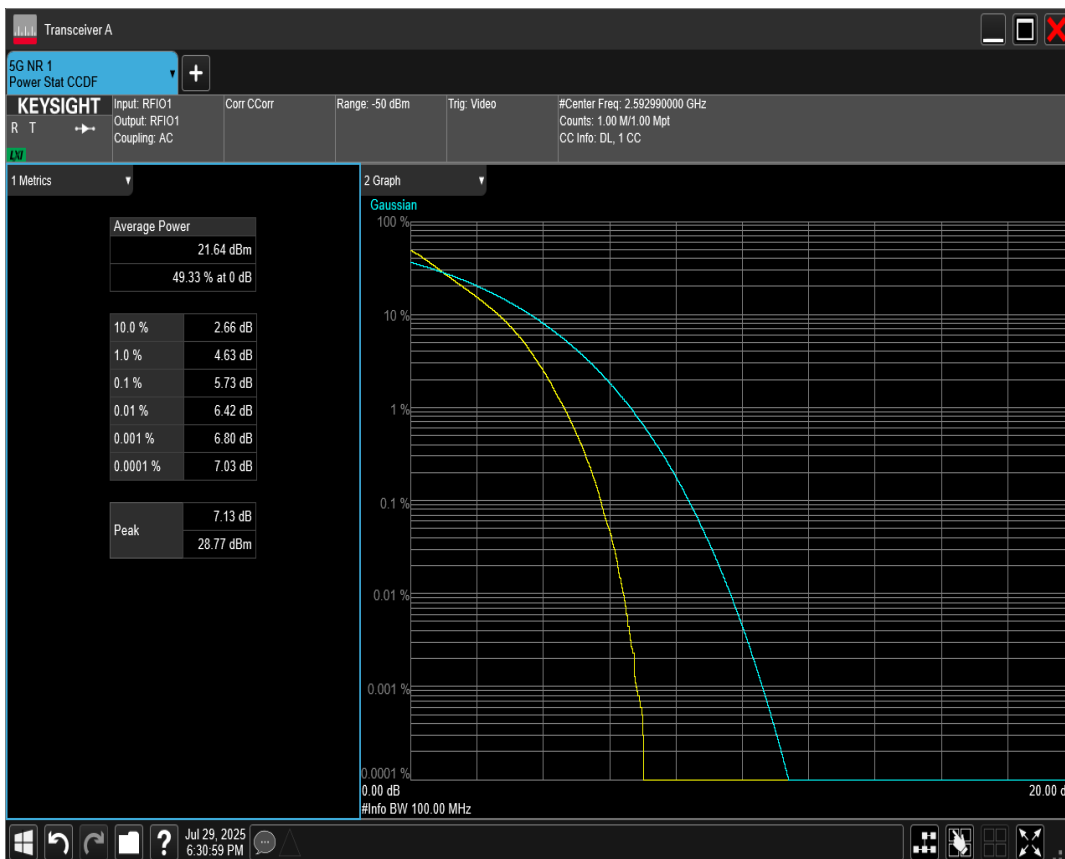 Transceiver A
5G NR 1
Power Stat CCDF
+
KEYSIGHT
R T
LXI
Input: RFIO1
Output: RFIO1
Coupling: AC
Corr CCorr
Range: -50 dBm
Trig: Video
#Center Freq: 2.592990000 GHz
Counts: 1.00 M/1.00 Mpt
CC Info: DL, 1 CC
1 Metrics
Average Power
21.64 dBm
49.33 % at 0 dB
10.0 % 2.66 dB
1.0 % 4.63 dB
0.1 % 5.73 dB
0.01 % 6.42 dB
0.001 % 6.80 dB
0.0001 % 7.03 dB
Peak 7.13 dB
28.77 dBm
2 Graph
Gaussian
100 %
10 %
1 %
0.1 %
0.01 %
0.001 %
0.0001 %
0.00 dB 20.00 d
#Info BW 100.00 MHz
?
Jul 29, 2025
6:30:59 PM